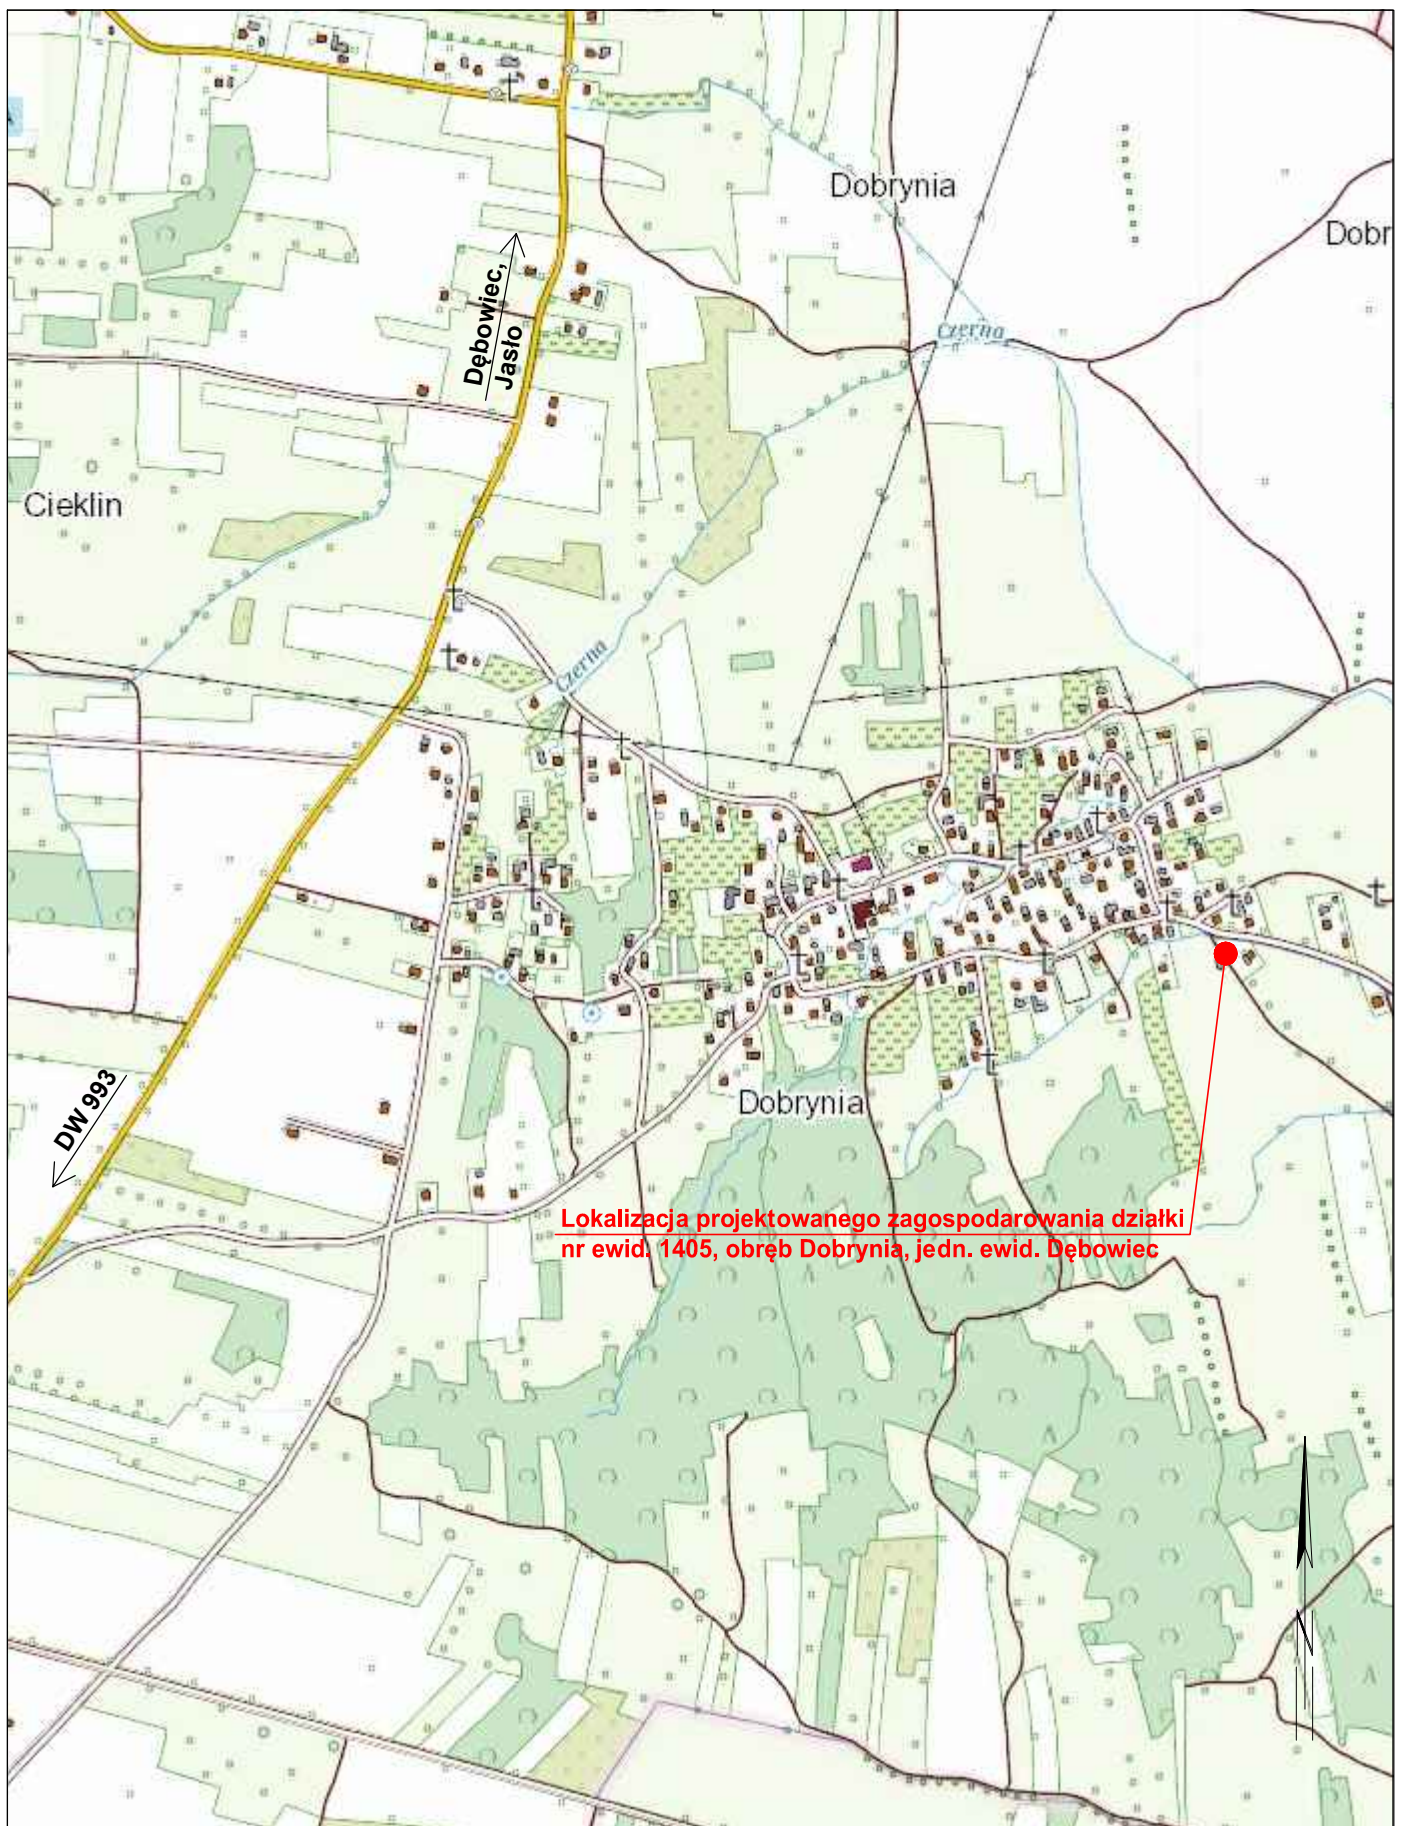 Dobrynia
Dobr
Czerna
Dębowiec,
Jasło
Cieklin
Czerna
DW 993
Dobrynia
Lokalizacja projektowanego zagospodarowania działki
nr ewid. 1405, obręb Dobrynia, jedn. ewid. Dębowiec
N